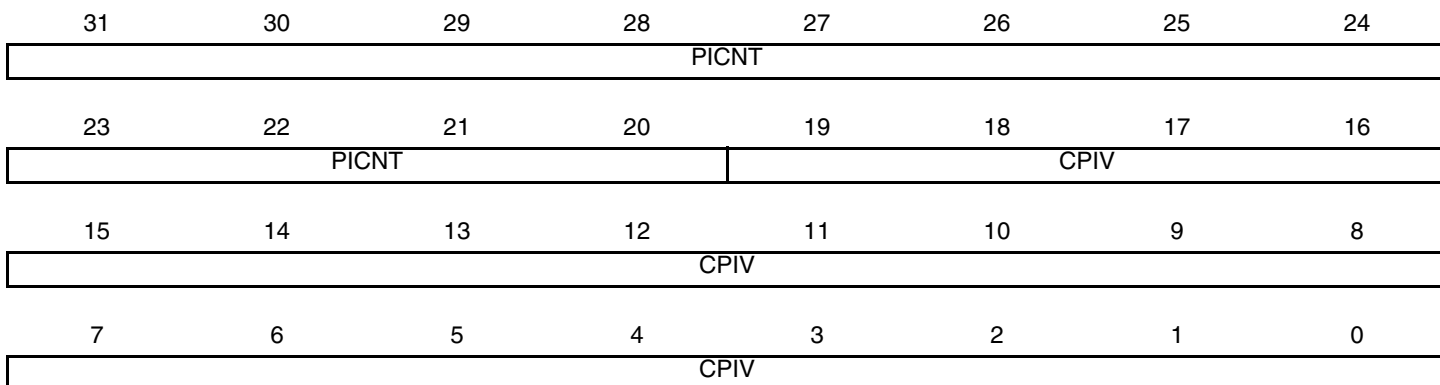 31 30 29 28 27 26 25 24
PICNT
23 22 21 20 19 18 17 16
PICNT CPIV
15 14 13 12 11 10 9 8
CPIV
7 6 5 4 3 2 1 0
CPIV